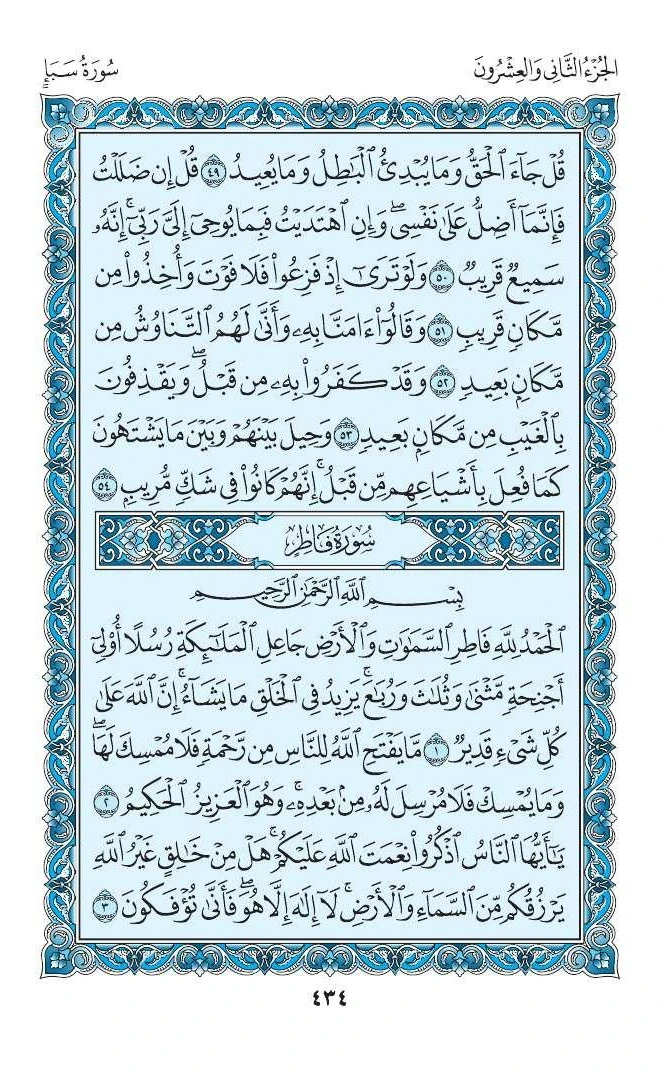 الجُزْءُ الثَّانِي وَالعِشْرُونَ
سُورَةُ سَبَإٍ
قُلۡ جَآءَ ٱلۡحَقُّ وَمَا يُبۡدِئُ ٱلۡبَٰطِلُ وَمَا يُعِيدُ ٤٩ قُلۡ إِن ضَلَلۡتُ
فَإِنَّمَآ أَضِلُّ عَلَىٰ نَفۡسِيۖ وَإِنِ ٱهۡتَدَيۡتُ فَبِمَا يُوحِيٓ إِلَيَّ رَبِّيٓۚ إِنَّهُۥ
سَمِيعٞ قَرِيبٞ ٥٠ وَلَوۡ تَرَىٰٓ إِذۡ فَزِعُواْ فَلَا فَوۡتَ وَأُخِذُواْ مِن
مَّكَانٖ قَرِيبٖ ٥١ وَقَالُوٓاْ ءَامَنَّا بِهِۦ وَأَنَّىٰ لَهُمُ ٱلتَّنَاوُشُ مِن
مَّكَانِۭ بَعِيدٖ ٥٢ وَقَدۡ كَفَرُواْ بِهِۦ مِن قَبۡلُۖ وَيَقۡذِفُونَ
بِٱلۡغَيۡبِ مِن مَّكَانِۭ بَعِيدٖ ٥٣ وَحِيلَ بَيۡنَهُمۡ وَبَيۡنَ مَا يَشۡتَهُونَ
كَمَا فُعِلَ بِأَشۡيَاعِهِم مِّن قَبۡلُۚ إِنَّهُمۡ كَانُواْ فِي شَكّٖ مُّرِيبِۭ ٥٤
سُورَةُ فَاطِرٍ
بِسۡمِ ٱللَّهِ ٱلرَّحۡمَٰنِ ٱلرَّحِيمِ
ٱلۡحَمۡدُ لِلَّهِ فَاطِرِ ٱلسَّمَٰوَٰتِ وَٱلۡأَرۡضِ جَاعِلِ ٱلۡمَلَٰٓئِكَةِ رُسُلًا أُوْلِيٓ
أَجۡنِحَةٖ مَّثۡنَىٰ وَثُلَٰثَ وَرُبَٰعَۚ يَزِيدُ فِي ٱلۡخَلۡقِ مَا يَشَآءُۚ إِنَّ ٱللَّهَ عَلَىٰ
كُلِّ شَيۡءٖ قَدِيرٞ ١ مَّا يَفۡتَحِ ٱللَّهُ لِلنَّاسِ مِن رَّحۡمَةٖ فَلَا مُمۡسِكَ لَهَاۖ
وَمَا يُمۡسِكۡ فَلَا مُرۡسِلَ لَهُۥ مِنۢ بَعۡدِهِۦۚ وَهُوَ ٱلۡعَزِيزُ ٱلۡحَكِيمُ ٢
يَٰٓأَيُّهَا ٱلنَّاسُ ٱذۡكُرُواْ نِعۡمَتَ ٱللَّهِ عَلَيۡكُمۡۚ هَلۡ مِنۡ خَٰلِقٍ غَيۡرُ ٱللَّهِ
يَرۡزُقُكُم مِّنَ ٱلسَّمَآءِ وَٱلۡأَرۡضِۚ لَآ إِلَٰهَ إِلَّا هُوَۖ فَأَنَّىٰ تُؤۡفَكُونَ ٣
٤٣٤